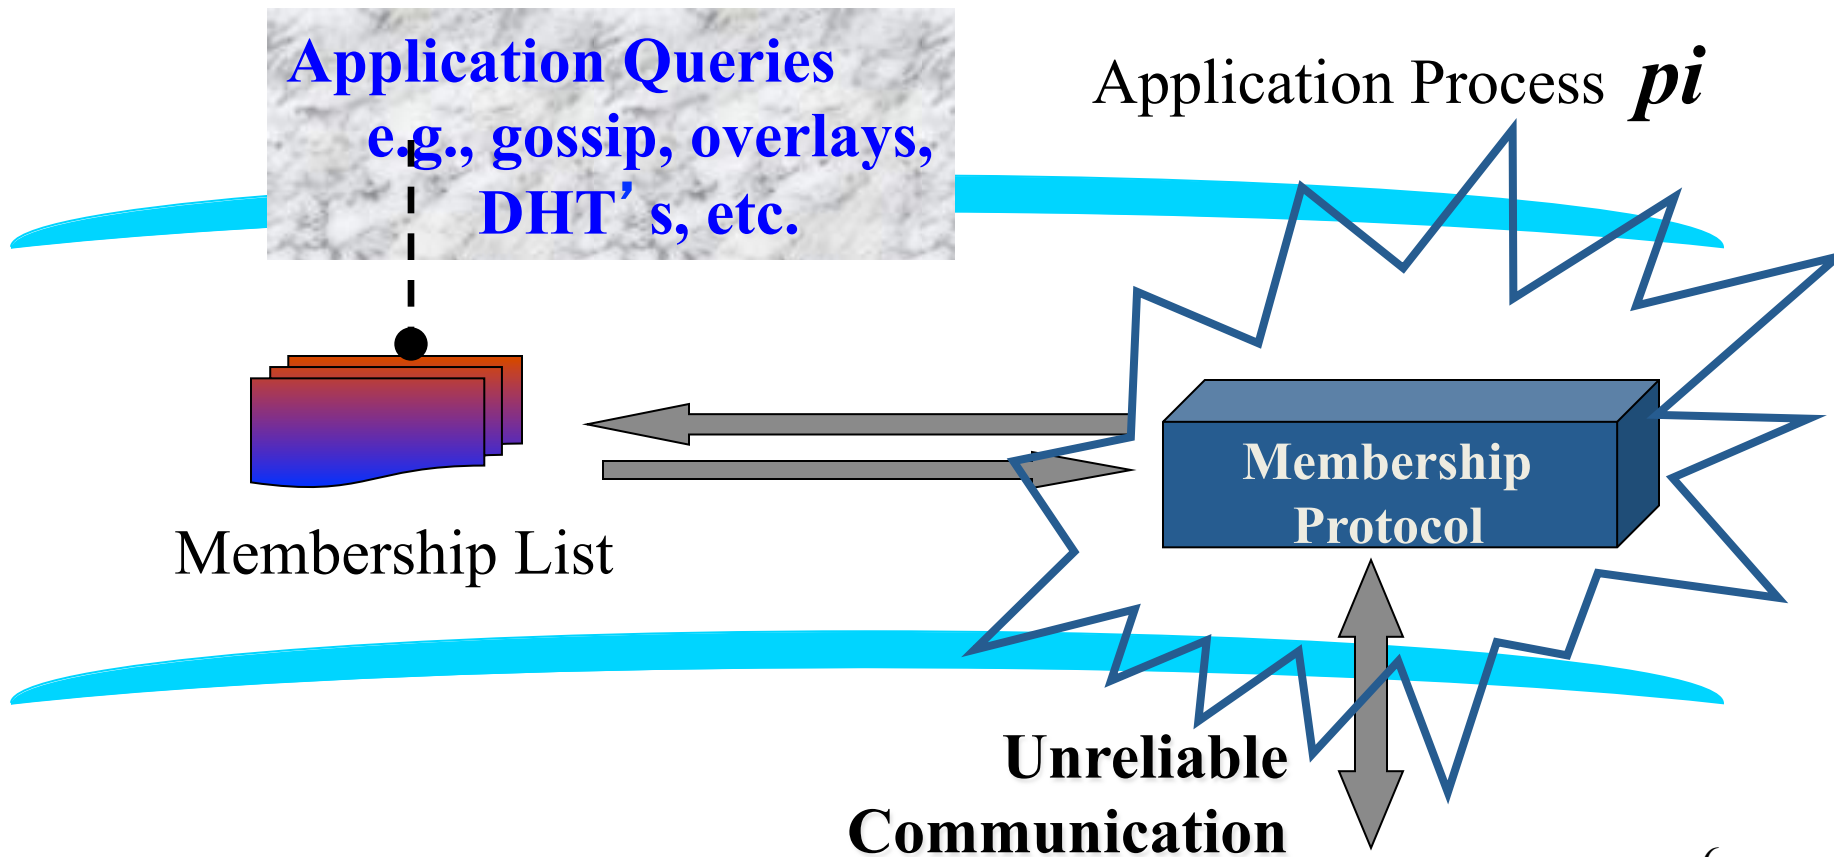 Application Queries
e.g., gossip, overlays,
DHT’s, etc.
Application Process pi
Membership
Protocol
Membership List
Unreliable
Communication